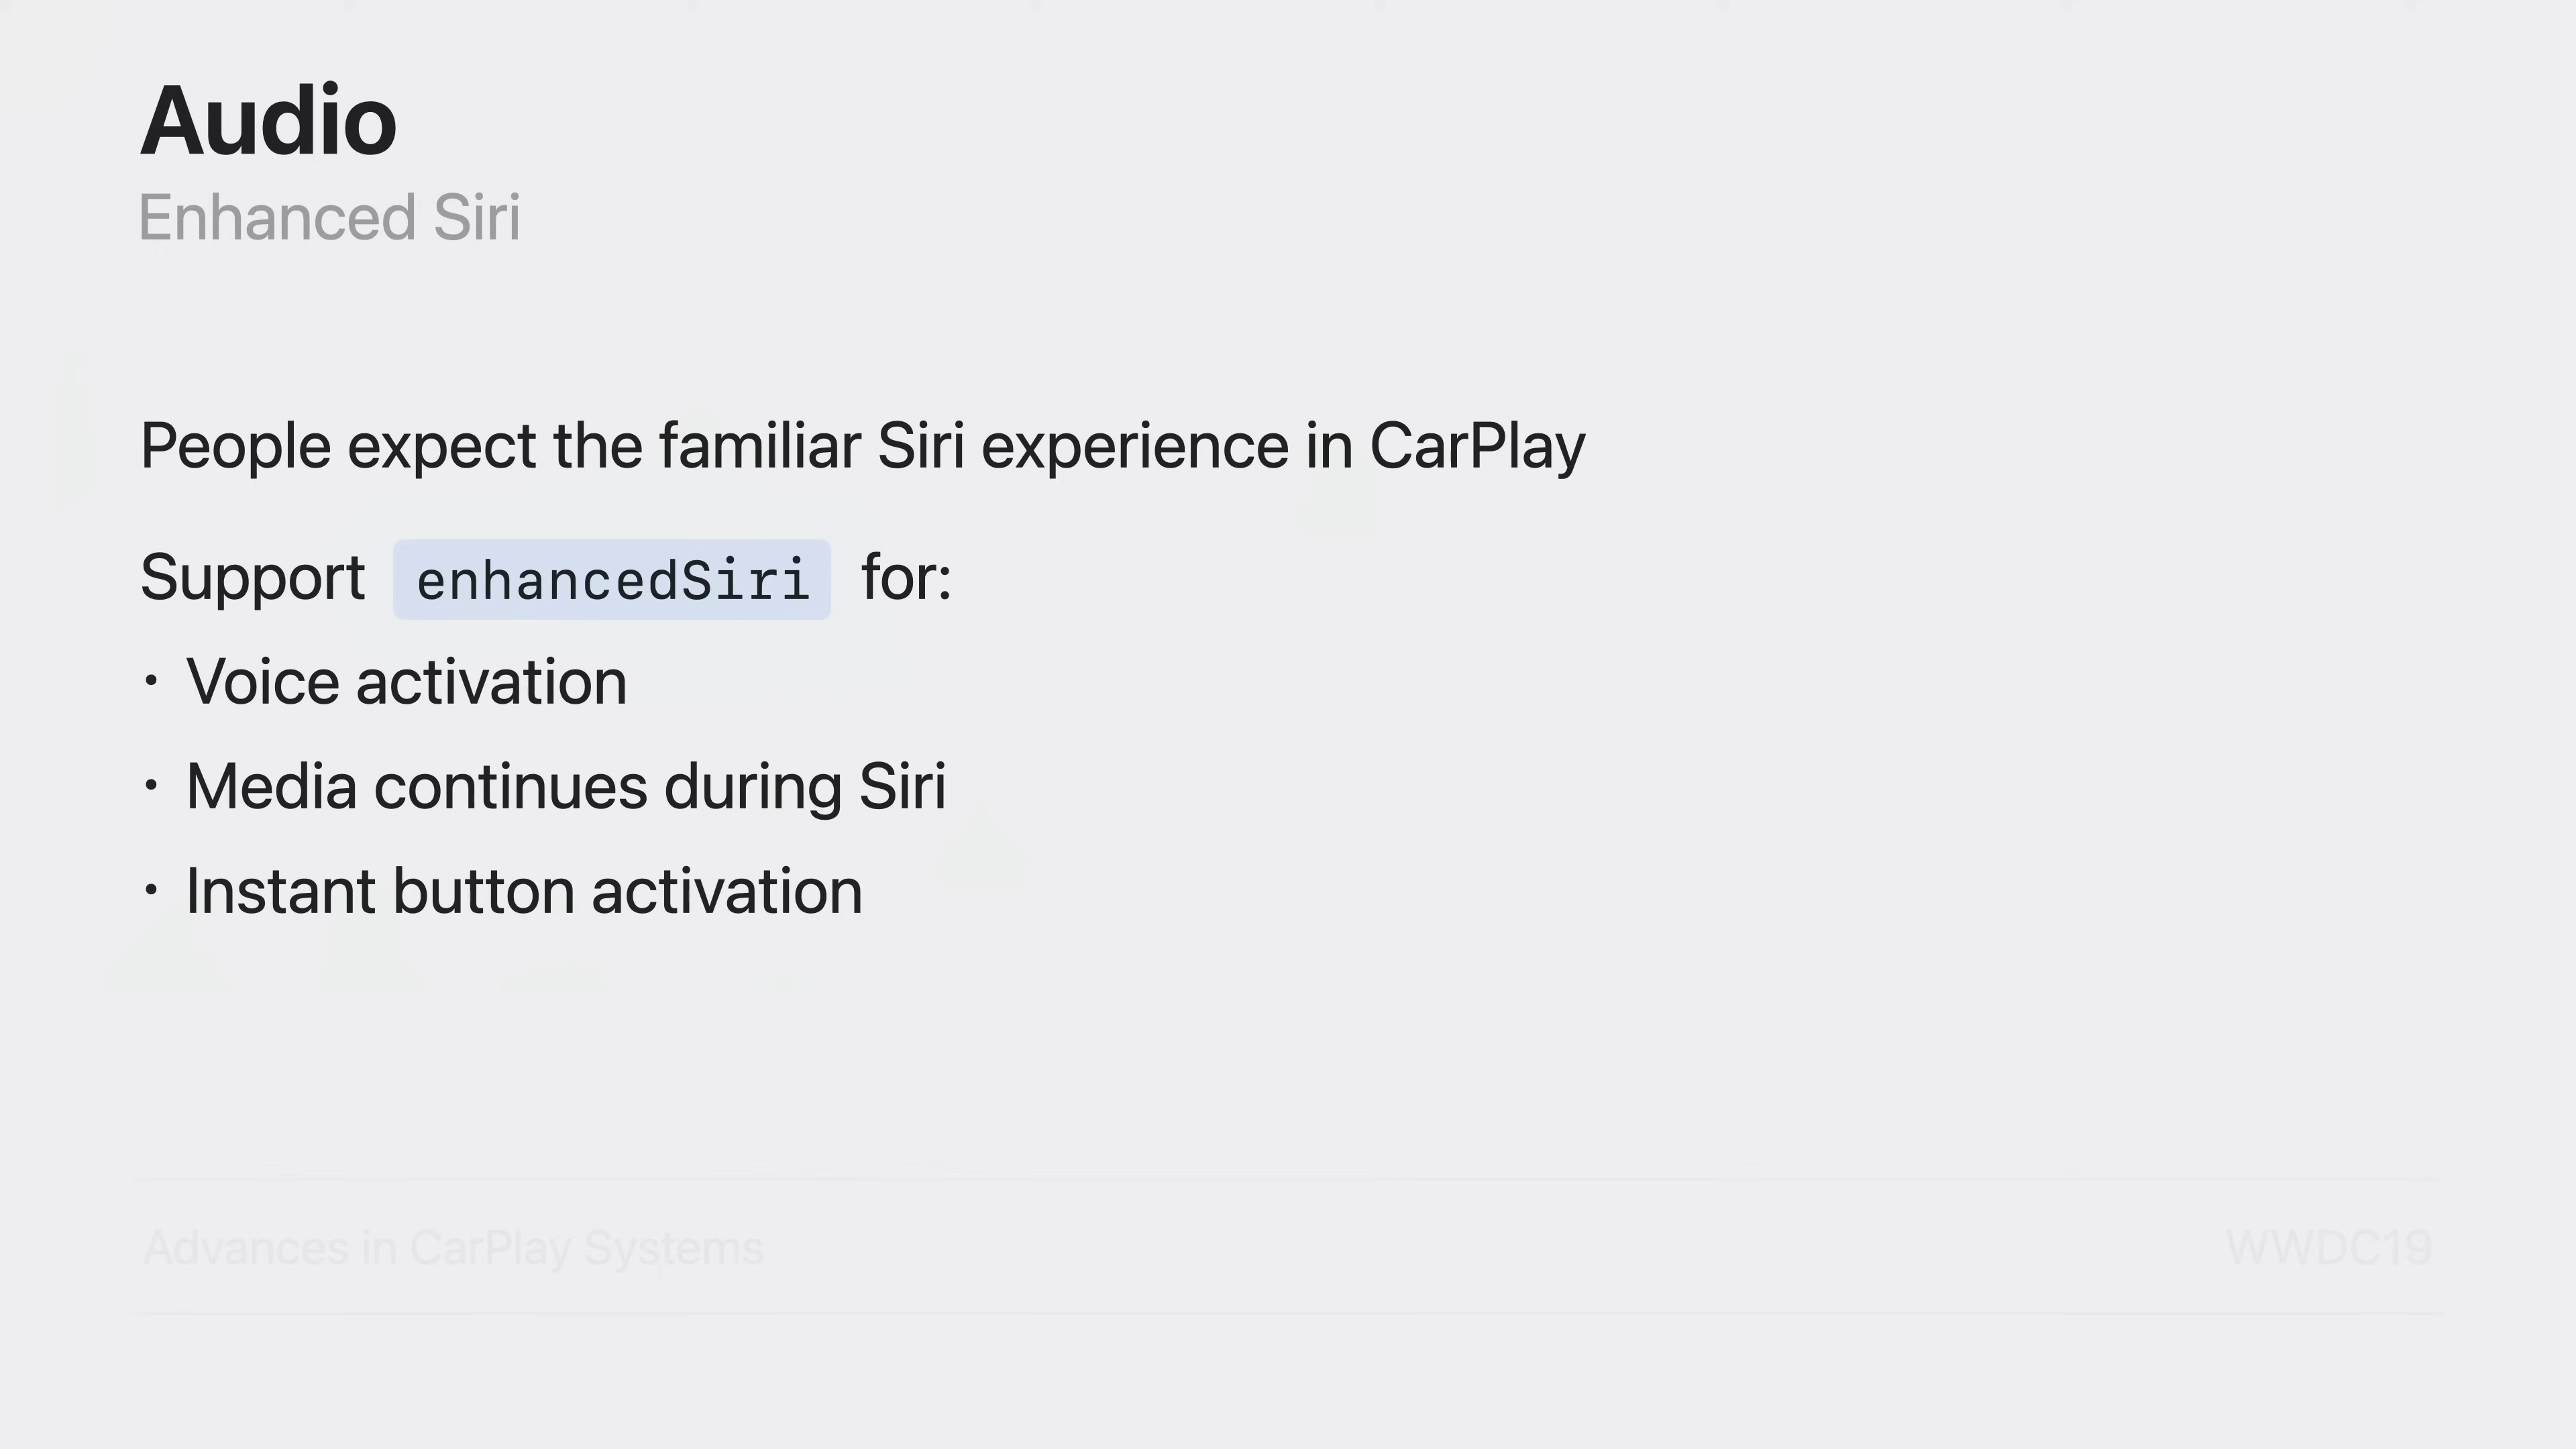 Audio
Enhanced Siri
People expect the familiar Siri experience in CarPlay
Support enhancedSiri for:
• Voice activation
• Media continues during Siri
• Instant button activation
Advances in CarPlay Systems
WWDC19